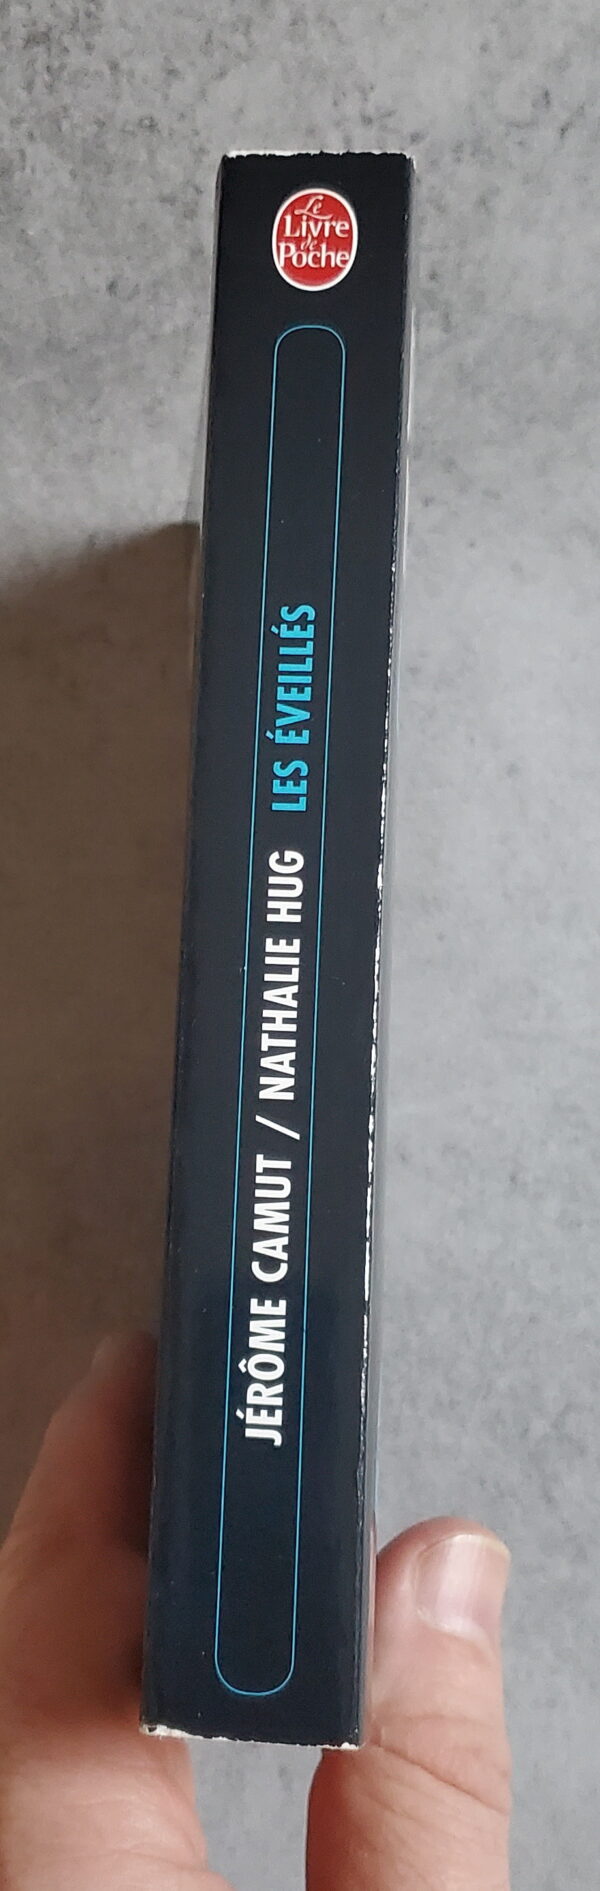 Le
Livre
de
Poche
JÉRÔME CAMUT / NATHALIE HUG LES ÉVEILLÉS